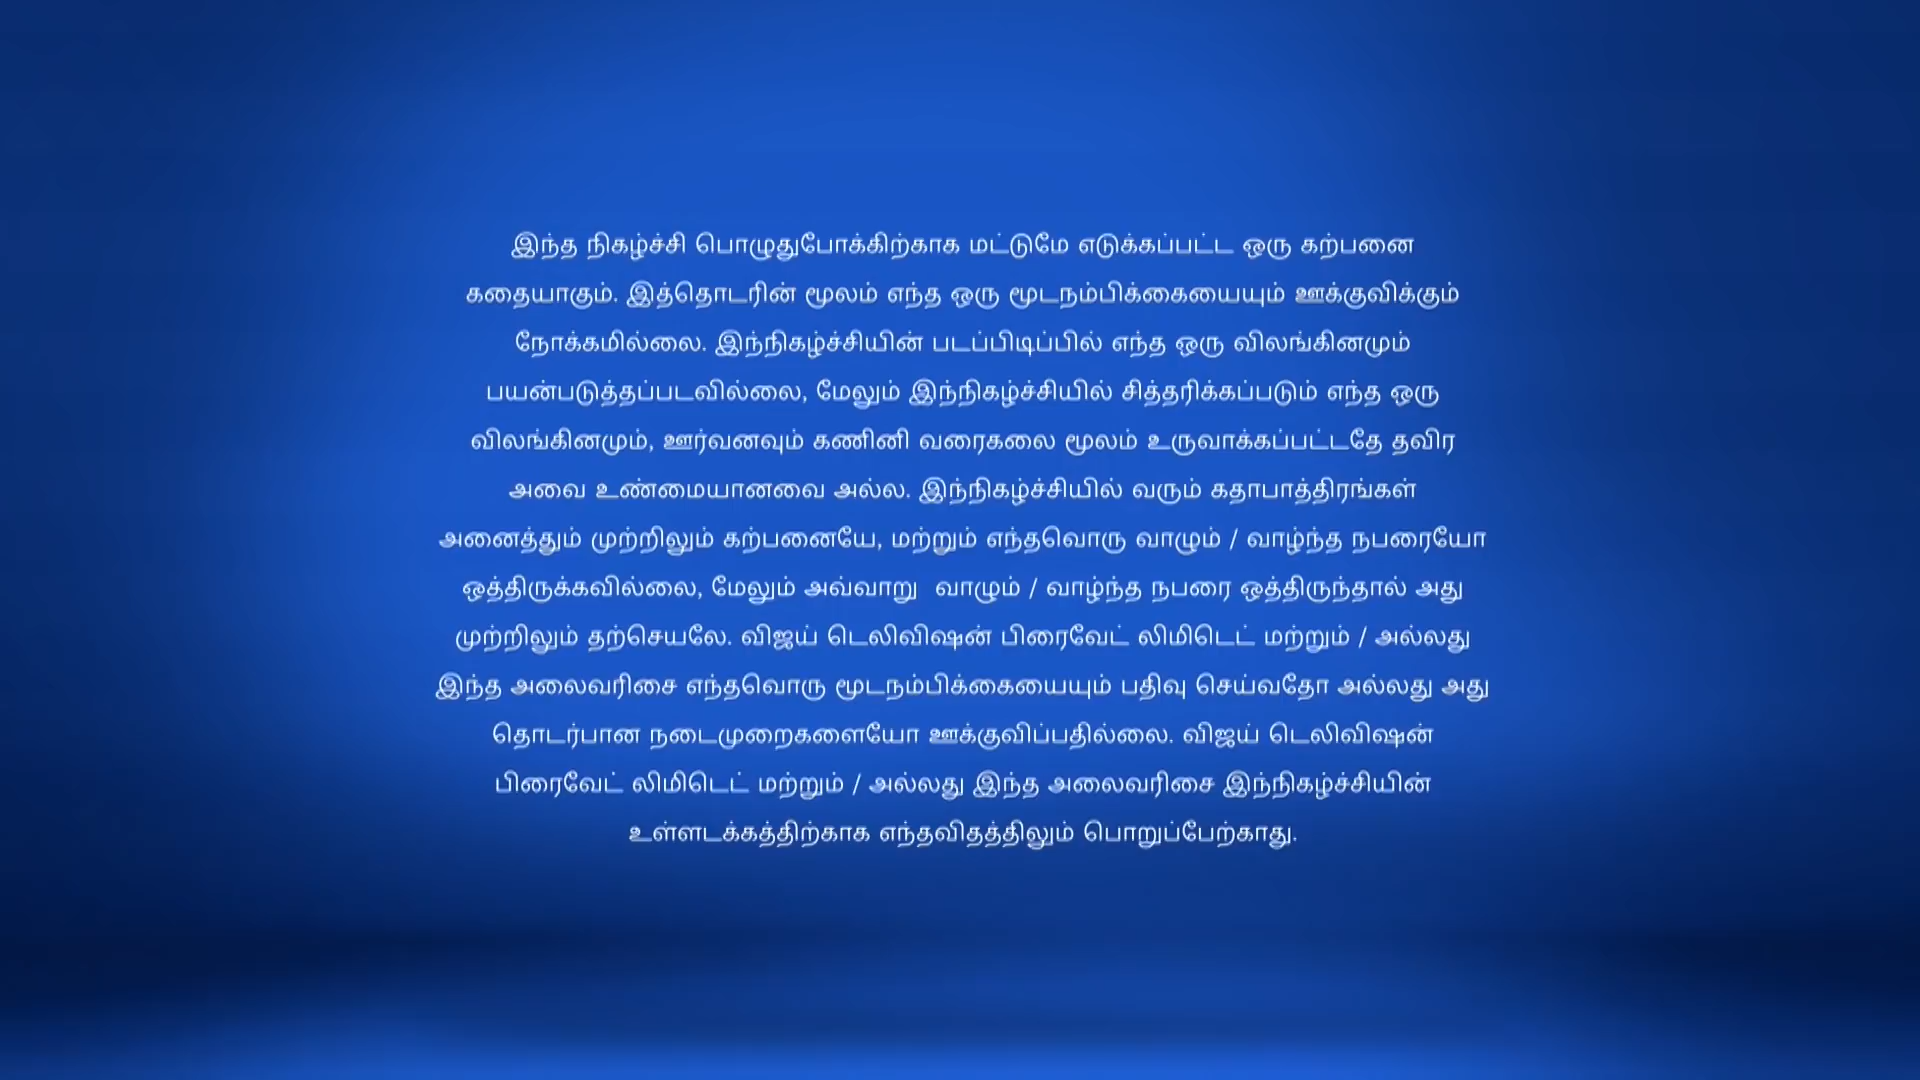 இந்த நிகழ்ச்சி பொழுதுபோக்கிற்காக மட்டுமே எடுக்கப்பட்ட ஒரு கற்பனை
கதையாகும். இத்தொடரின் மூலம் எந்த ஒரு மூடநம்பிக்கையையும் ஊக்குவிக்கும்
நோக்கமில்லை. இந்நிகழ்ச்சியின் படப்பிடிப்பில் எந்த ஒரு விலங்கினமும்
பயன்படுத்தப்படவில்லை, மேலும் இந்நிகழ்ச்சியில் சித்தரிக்கப்படும் எந்த ஒரு
விலங்கினமும், ஊர்வனவும் கணினி வரைகலை மூலம் உருவாக்கப்பட்டதே தவிர
அவை உண்மையானவை அல்ல. இந்நிகழ்ச்சியில் வரும் கதாபாத்திரங்கள்
அனைத்தும் முற்றிலும் கற்பனையே, மற்றும் எந்தவொரு வாழும் / வாழ்ந்த நபரையோ
ஒத்திருக்கவில்லை, மேலும் அவ்வாறு வாழும் / வாழ்ந்த நபரை ஒத்திருந்தால் அது
முற்றிலும் தற்செயலே. விஜய் டெலிவிஷன் பிரைவேட் லிமிடெட் மற்றும் / அல்லது
இந்த அலைவரிசை எந்தவொரு மூடநம்பிக்கையையும் பதிவு செய்வதோ அல்லது அது
தொடர்பான நடைமுறைகளையோ ஊக்குவிப்பதில்லை. விஜய் டெலிவிஷன்
பிரைவேட் லிமிடெட் மற்றும் / அல்லது இந்த அலைவரிசை இந்நிகழ்ச்சியின்
உள்ளடக்கத்திற்காக எந்தவிதத்திலும் பொறுப்பேற்காது.